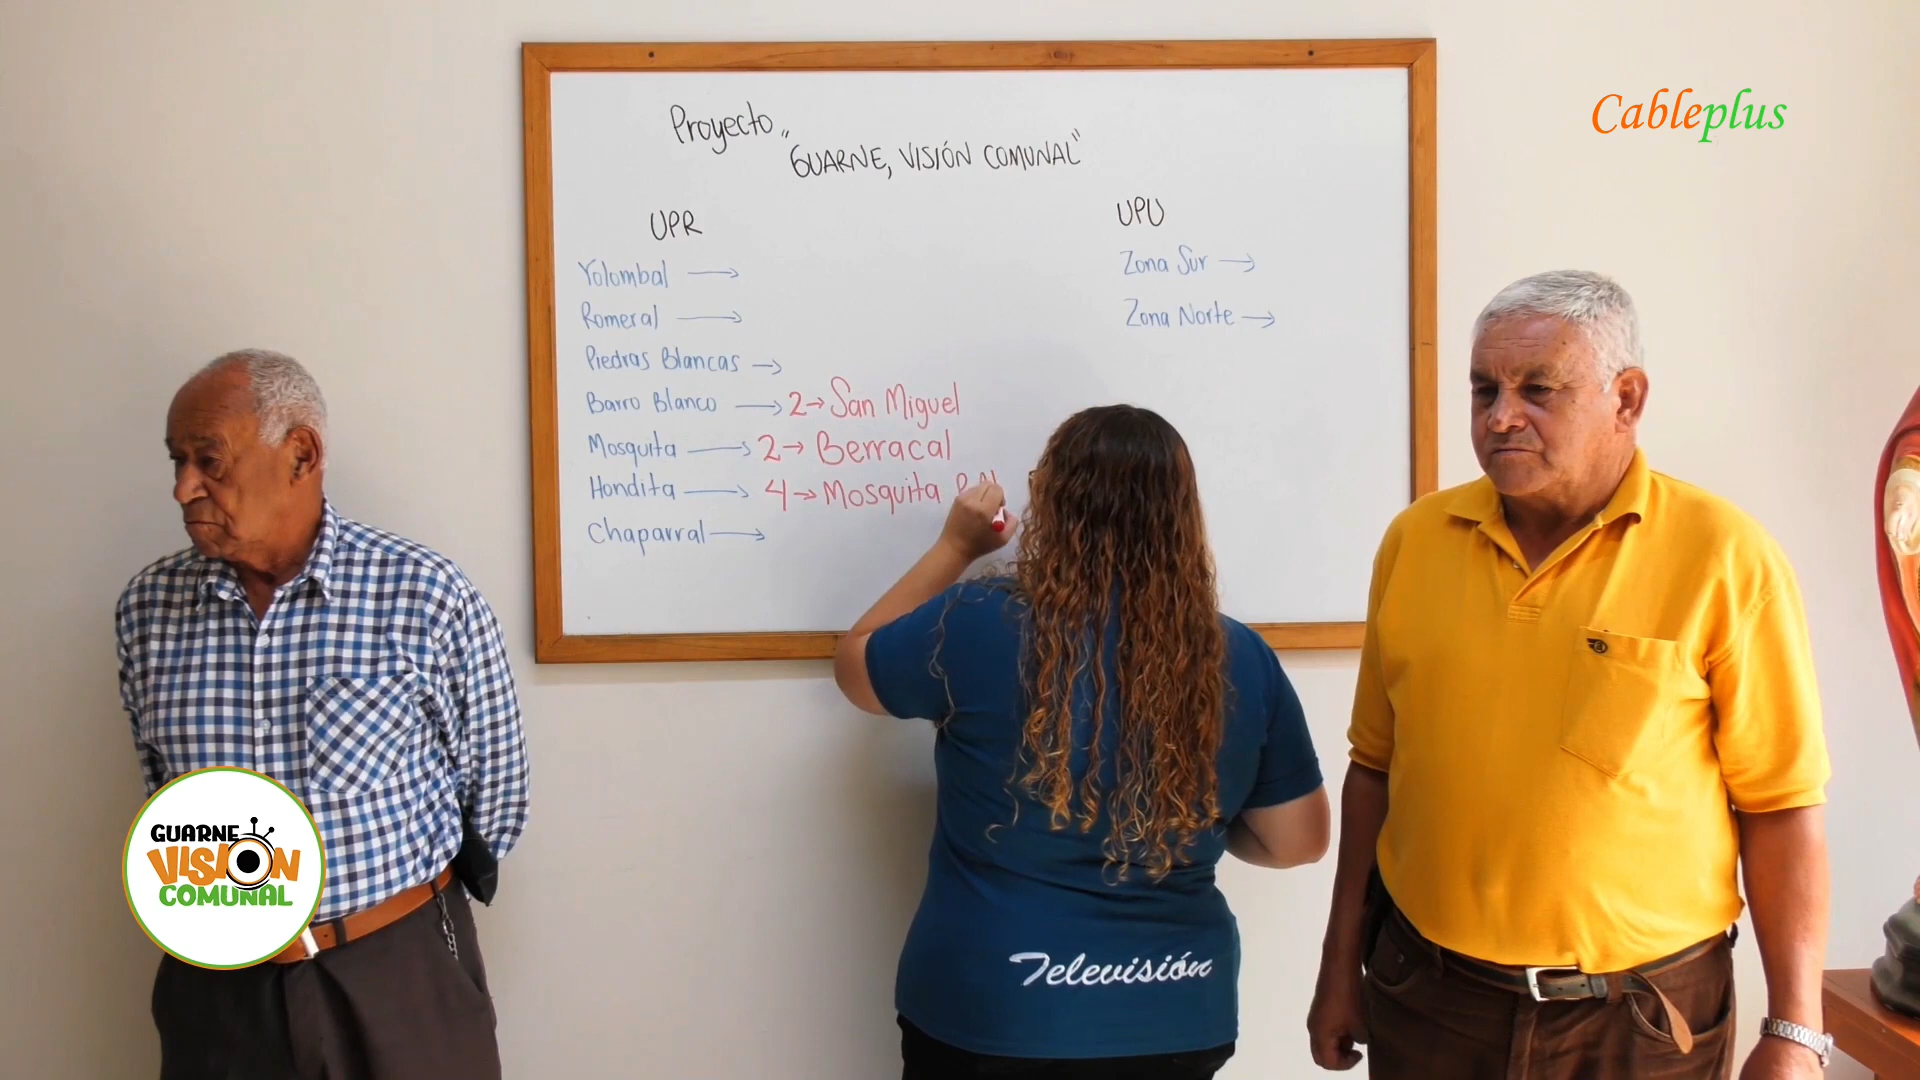 Cableplus
Proyecto
"GUARNE, VISIÓN COMUNAL"
UPR
Yolombal →
Romeral →
Piedras Blancas →
Barro Blanco → 2 → San Miguel
Mosquita → 2 → Berracal
Hondita → 4 → Mosquita
Chaparral →
UPU
Zona Sur →
Zona Norte →
Televisión
GUARNE
VISIÓN
COMUNAL